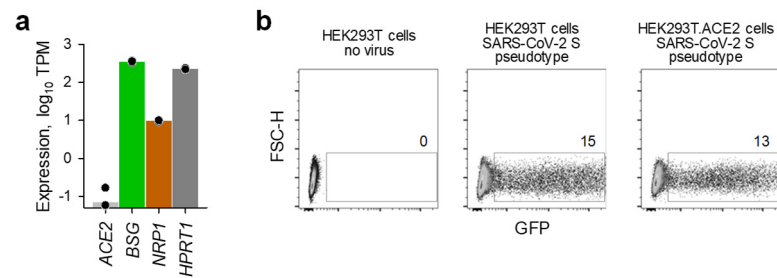 a
Expression, log10 TPM
3
2
1
0
-1
ACE2
BSG
NRP1
HPRT1
b
HEK293T cells
no virus
HEK293T cells
SARS-CoV-2 S
pseudotype
HEK293T.ACE2 cells
SARS-CoV-2 S
pseudotype
FSC-H
0
15
13
GFP